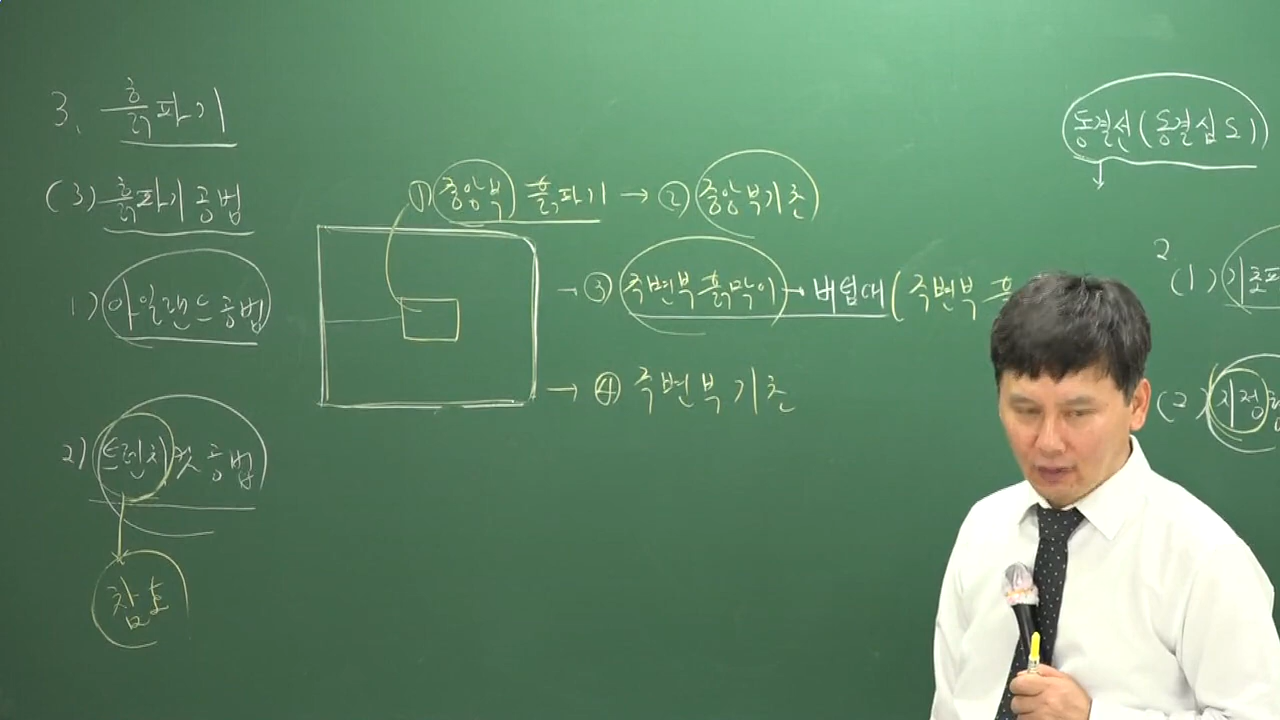 3. 흙파기
(3) 흙파기공법
1) 아일랜드공법
2) 트렌치컷공법
참호
① 중앙부 흙파기 → ② 중앙부기초
→ ③ 주변부흙막이 → 버팀대 (주변부 흙
→ ④ 주변부기초
동결선(동결심도)
2
(1) 기초파
(2) 지정